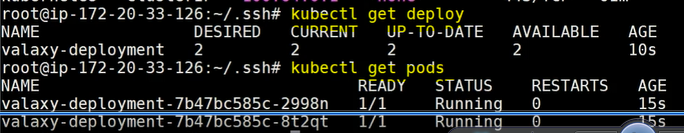 root@ip-172-20-33-126:~/.ssh# kubectl get deploy
NAME DESIRED CURRENT UP-TO-DATE AVAILABLE AGE
valaxy-deployment 2 2 2 2 10s
root@ip-172-20-33-126:~/.ssh# kubectl get pods
NAME READY STATUS RESTARTS AGE
valaxy-deployment-7b47bc585c-2998n 1/1 Running 0 15s
valaxy-deployment-7b47bc585c-8t2qt 1/1 Running 0 15s